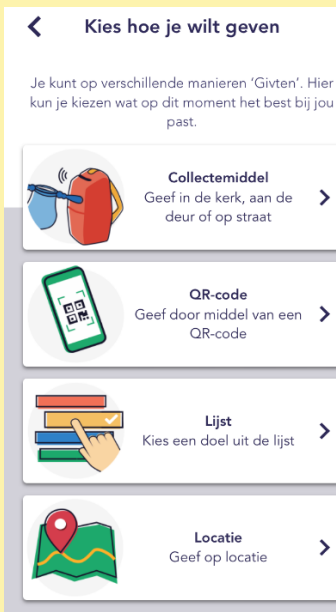 Kies hoe je wilt geven
Je kunt op verschillende manieren ‘Givten’. Hier
kun je kiezen wat op dit moment het best bij jou
past.
Collectemiddel
Geef in de kerk, aan de
deur of op straat
QR-code
Geef door middel van een
QR-code
Lijst
Kies een doel uit de lijst
Locatie
Geef op locatie